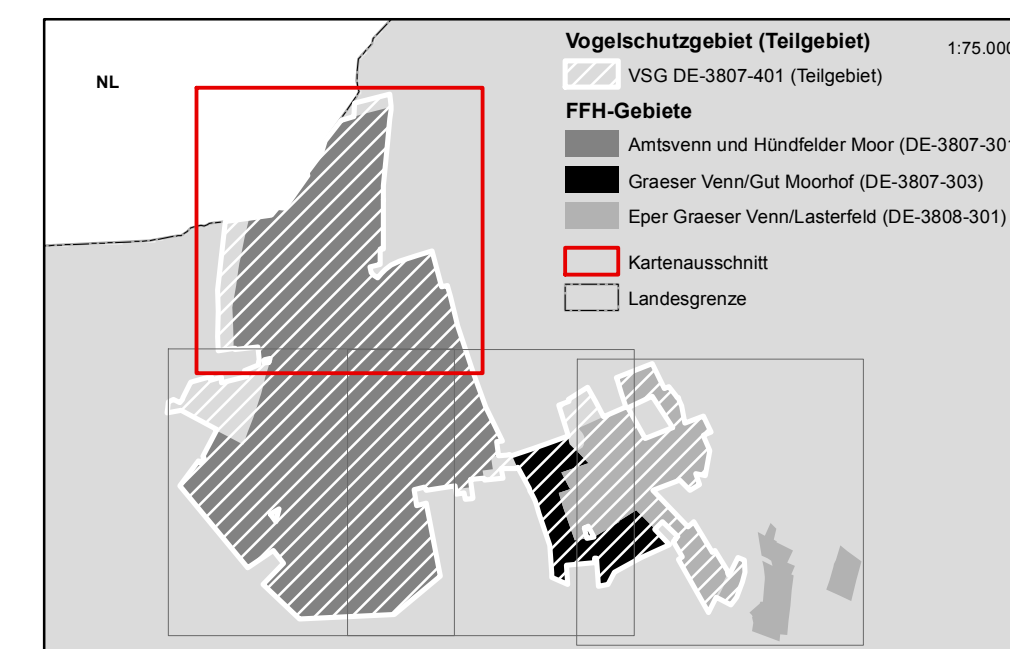 Vogelschutzgebiet (Teilgebiet) 1:75.000
NL
VSG DE-3807-401 (Teilgebiet)
FFH-Gebiete
Amtsvenn und Hündfelder Moor (DE-3807-301
Graeser Venn/Gut Moorhof (DE-3807-303)
Eper Graeser Venn/Lasterfeld (DE-3808-301)
Kartenausschnitt
Landesgrenze